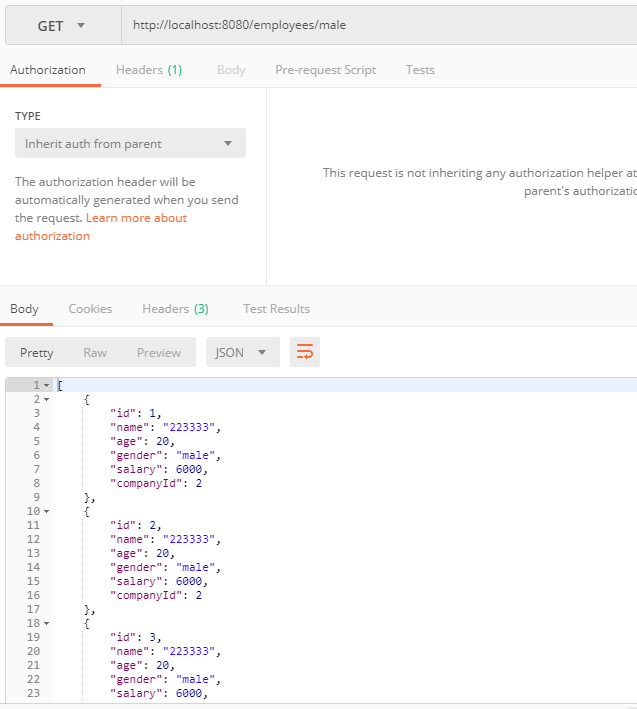 GET http://localhost:8080/employees/male
Authorization Headers (1) Body Pre-request Script Tests
TYPE
Inherit auth from parent
The authorization header will be
automatically generated when you send
the request. Learn more about
authorization
This request is not inheriting any authorization helper at
parent's authorizatio
Body Cookies Headers (3) Test Results
Pretty Raw Preview JSON
1 [
2 {
3 "id": 1,
4 "name": "223333",
5 "age": 20,
6 "gender": "male",
7 "salary": 6000,
8 "companyId": 2
9 },
10 {
11 "id": 2,
12 "name": "223333",
13 "age": 20,
14 "gender": "male",
15 "salary": 6000,
16 "companyId": 2
17 },
18 {
19 "id": 3,
20 "name": "223333",
21 "age": 20,
22 "gender": "male",
23 "salary": 6000,